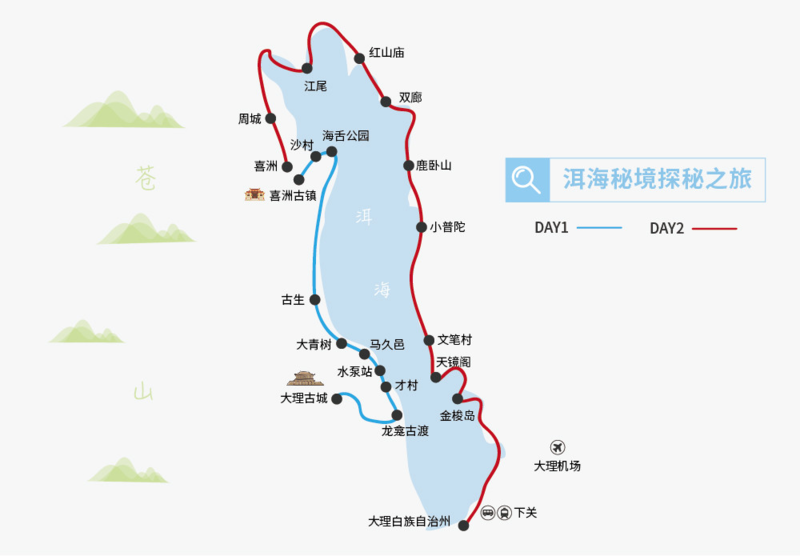 红山庙
江尾
双廊
周城
海舌公园
沙村
喜洲
鹿卧山
洱海秘境探秘之旅
苍
喜洲古镇
洱
小普陀
DAY1
DAY2
海
古生
大青树
马久邑
文笔村
天镜阁
水泵站
才村
山
大理古城
金梭岛
龙龛古渡
大理机场
下关
大理白族自治州